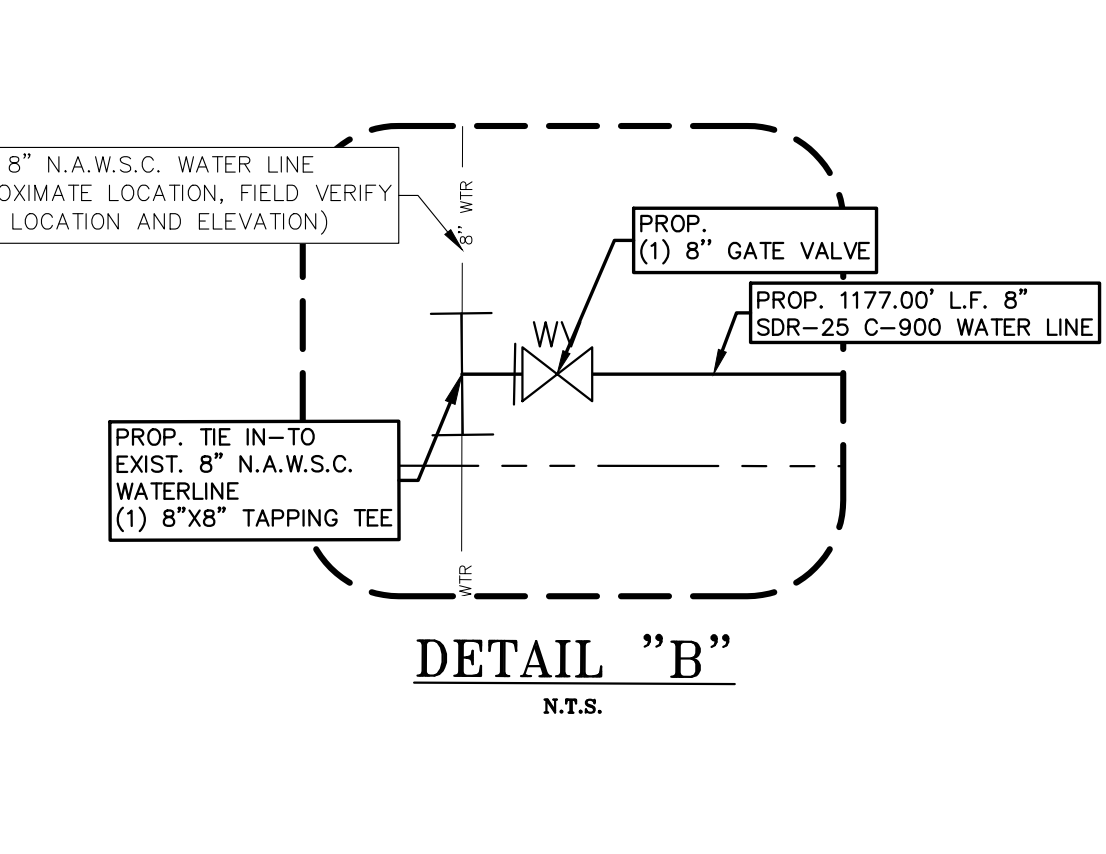 8” N.A.W.S.C. WATER LINE
OXIMATE LOCATION, FIELD VERIFY
LOCATION AND ELEVATION)
8” WTR
PROP.
(1) 8” GATE VALVE
PROP. 1177.00’ L.F. 8”
SDR-25 C-900 WATER LINE
WV
PROP. TIE IN-TO
EXIST. 8” N.A.W.S.C.
WATERLINE
(1) 8”X8” TAPPING TEE
WTR
DETAIL ”B”
N.T.S.